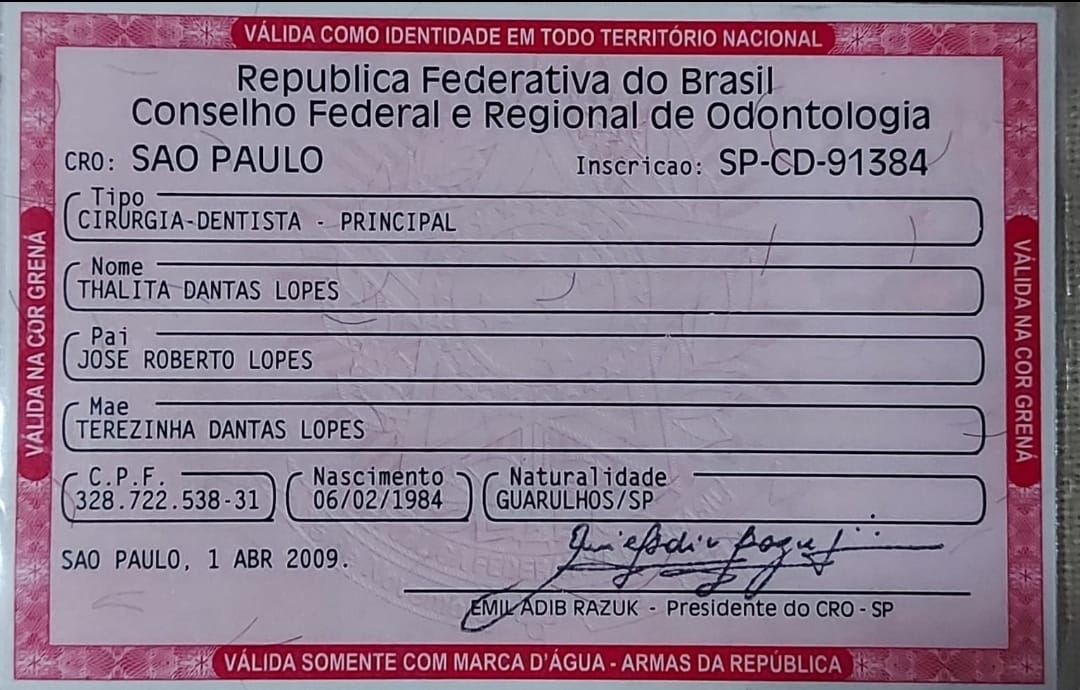 VÁLIDA COMO IDENTIDADE EM TODO TERRITÓRIO NACIONAL
Republica Federativa do Brasil
Conselho Federal e Regional de Odontologia
CRO: SAO PAULO Inscricao: SP-CD-91384
Tipo
CIRURGIA-DENTISTA - PRINCIPAL
Nome
THALITA DANTAS LOPES
Pai
JOSE ROBERTO LOPES
Mae
TEREZINHA DANTAS LOPES
C.P.F. Nascimento Naturalidade
328.722.538-31 06/02/1984 GUARULHOS/SP
SAO PAULO, 1 ABR 2009.
EMIL ADIB RAZUK - Presidente do CRO - SP
VÁLIDA SOMENTE COM MARCA D'ÁGUA - ARMAS DA REPÚBLICA
VÁLIDA NA COR GRENÁ
VÁLIDA NA COR GRENÁ